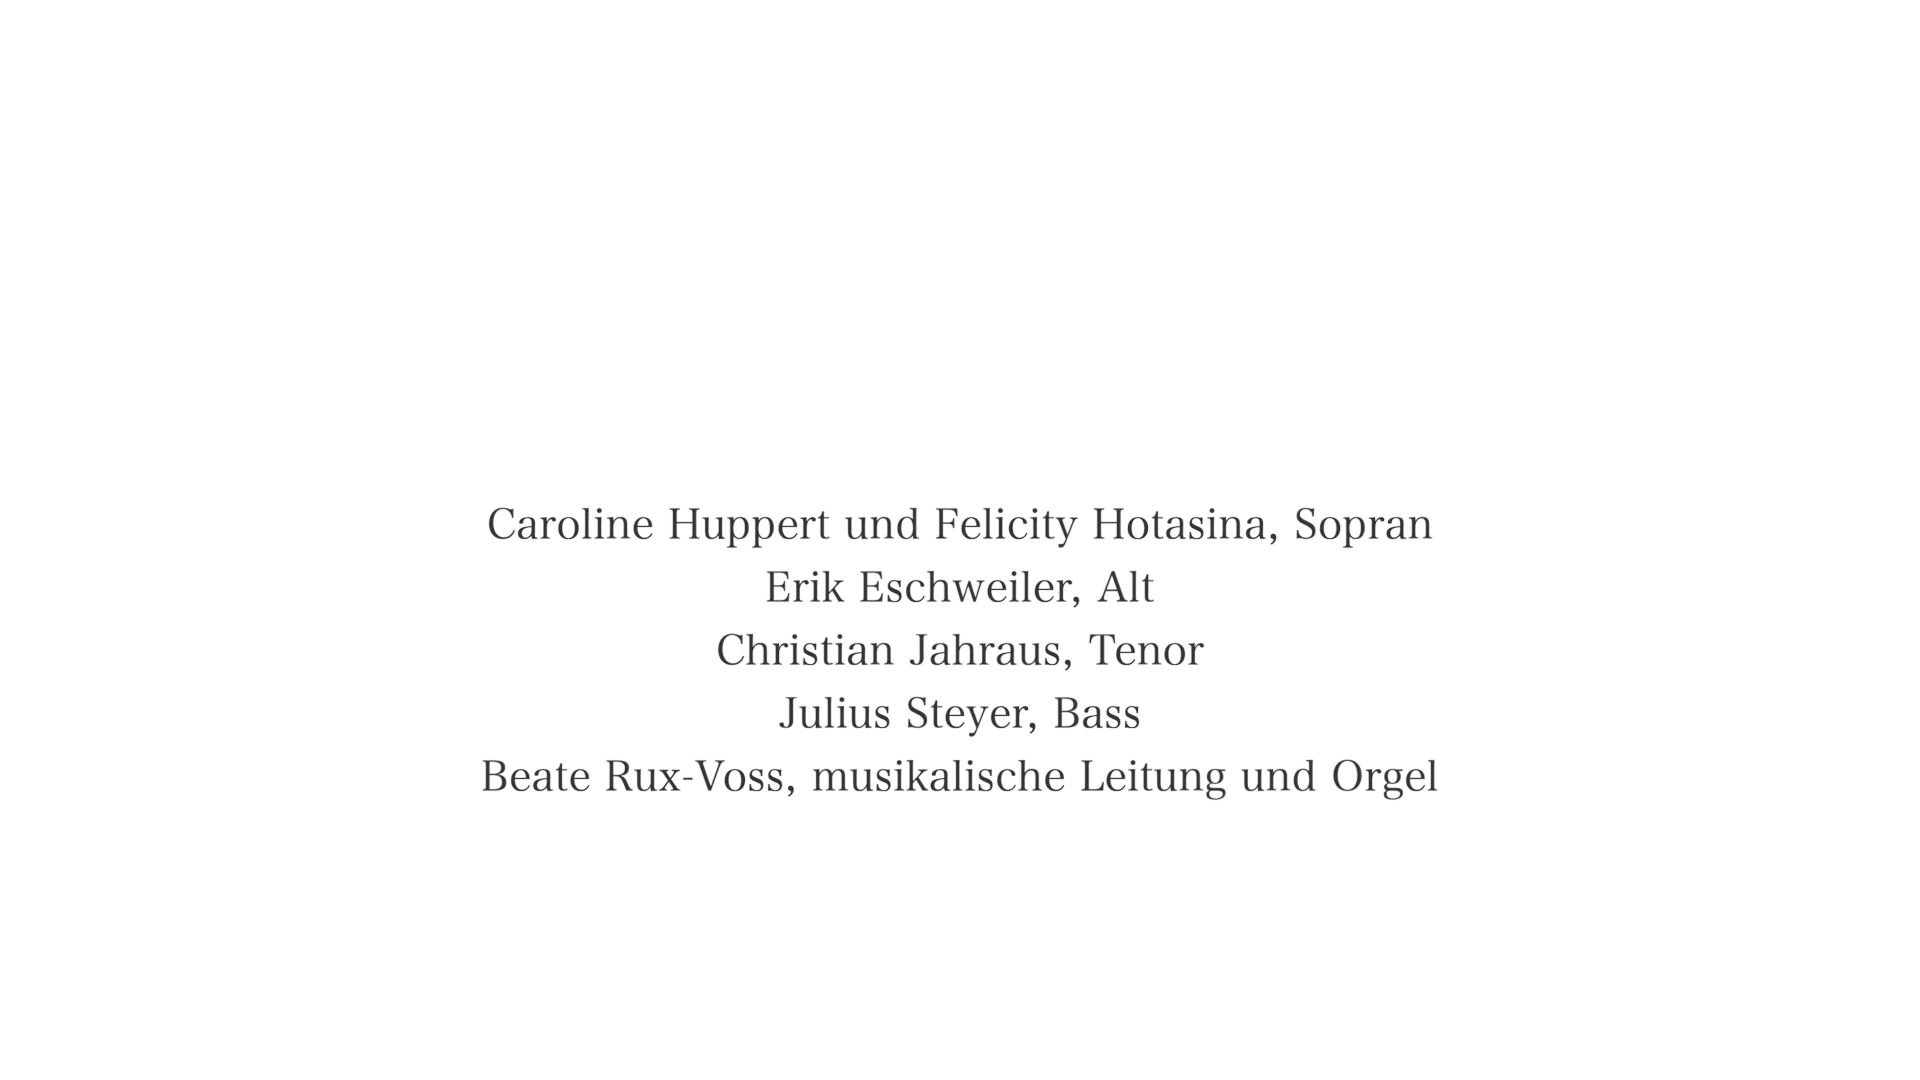 Caroline Huppert und Felicity Hotasina, Sopran
Erik Eschweiler, Alt
Christian Jahraus, Tenor
Julius Steyer, Bass
Beate Rux-Voss, musikalische Leitung und Orgel